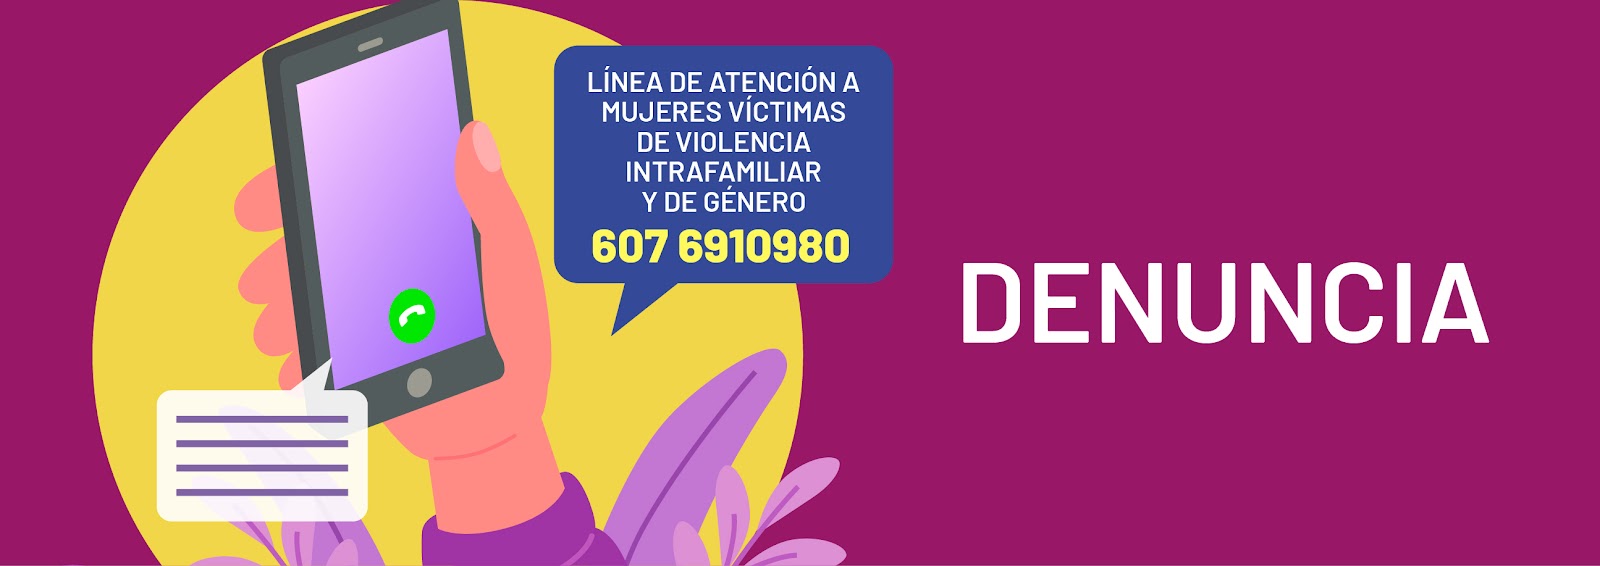 LÍNEA DE ATENCIÓN A
MUJERES VÍCTIMAS
DE VIOLENCIA
INTRAFAMILIAR
Y DE GÉNERO
607 6910980
DENUNCIA